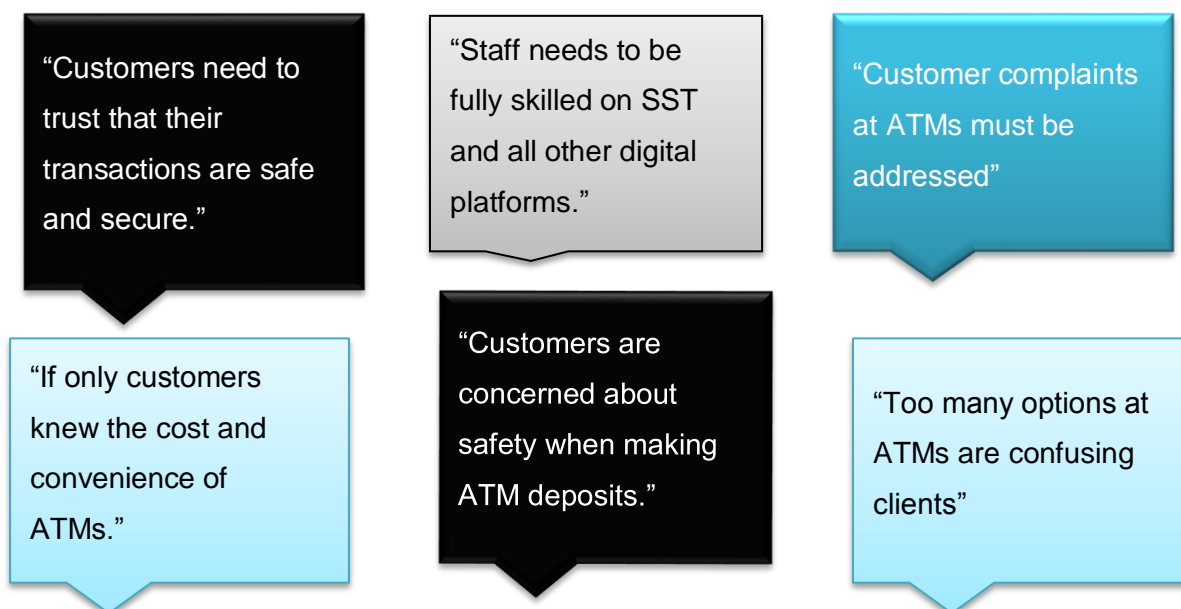 “Customers need to
trust that their
transactions are safe
and secure.”
“Staff needs to be
fully skilled on SST
and all other digital
platforms.”
“Customer complaints
at ATMs must be
addressed”
“If only customers
knew the cost and
convenience of
ATMs.”
“Customers are
concerned about
safety when making
ATM deposits.”
“Too many options at
ATMs are confusing
clients”